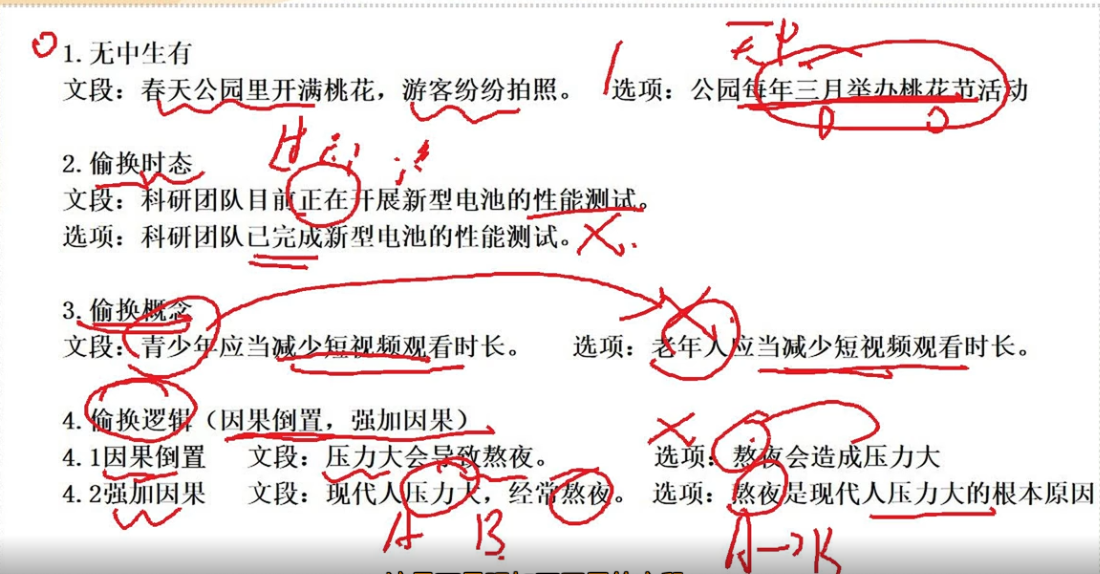 1.无中生有
文段：春天公园里开满桃花，游客纷纷拍照。 选项：公园每年三月举办桃花节活动
2.偷换时态
文段：科研团队目前正在开展新型电池的性能测试。
选项：科研团队已完成新型电池的性能测试。
3.偷换概念
文段：青少年应当减少短视频观看时长。 选项：老年人应当减少短视频观看时长。
4.偷换逻辑（因果倒置，强加因果）
4.1因果倒置 文段：压力大会导致熬夜。 选项：熬夜会造成压力大
4.2强加因果 文段：现代人压力大，经常熬夜。 选项：熬夜是现代人压力大的根本原因
A B A→B